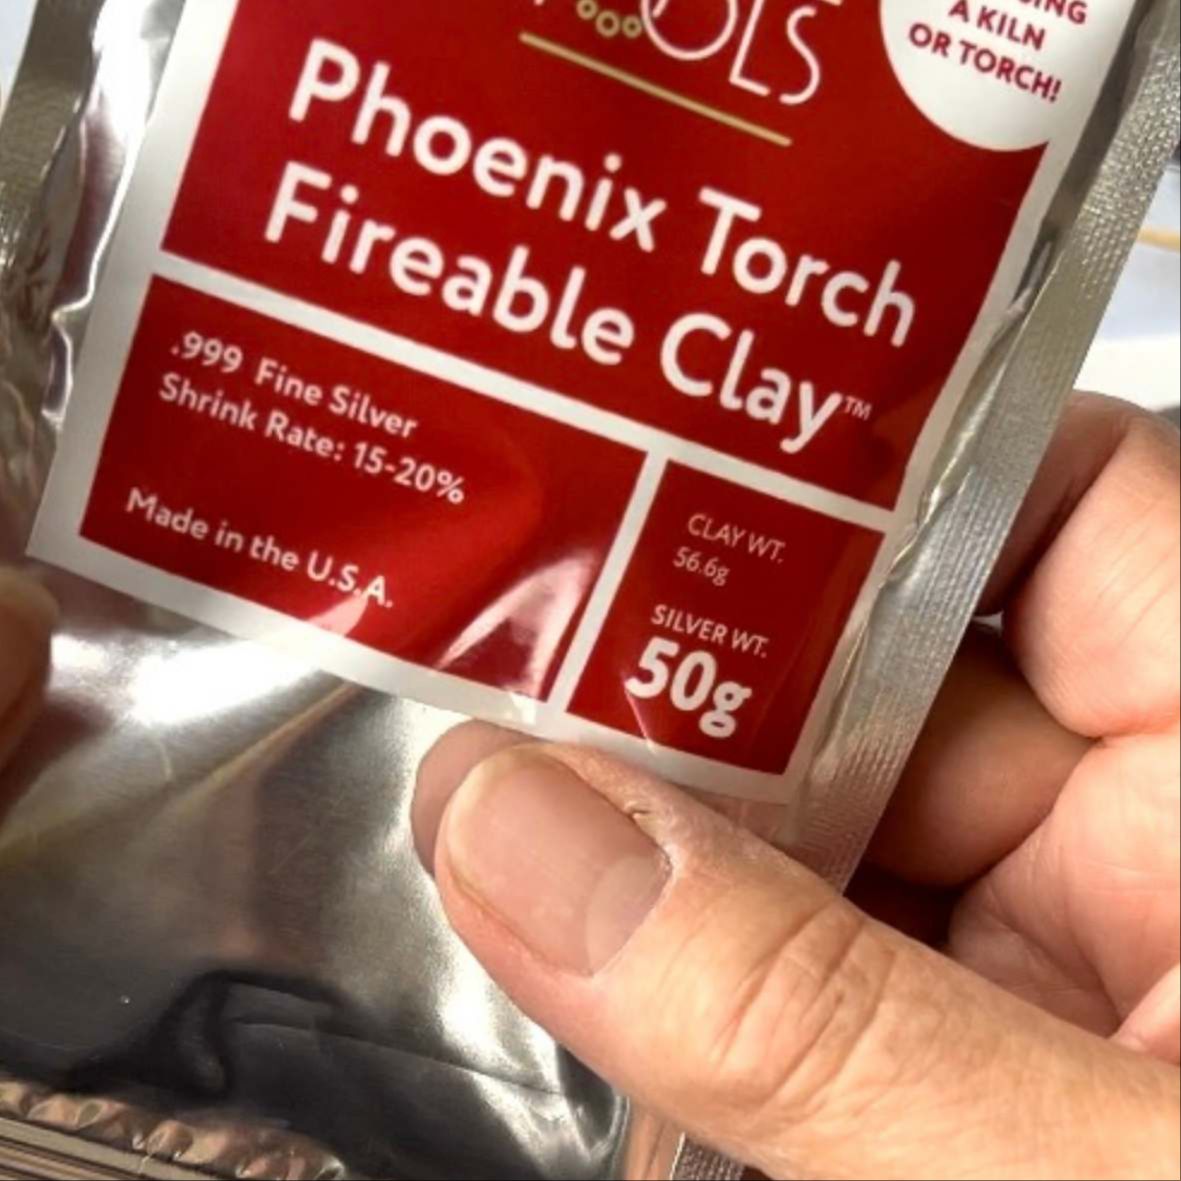 A KILN
OR TORCH!
Phoenix Torch
Fireable Clay™
.999 Fine Silver
Shrink Rate: 15-20%
Made in the U.S.A.
CLAY WT.
56.6g
SILVER WT.
50g